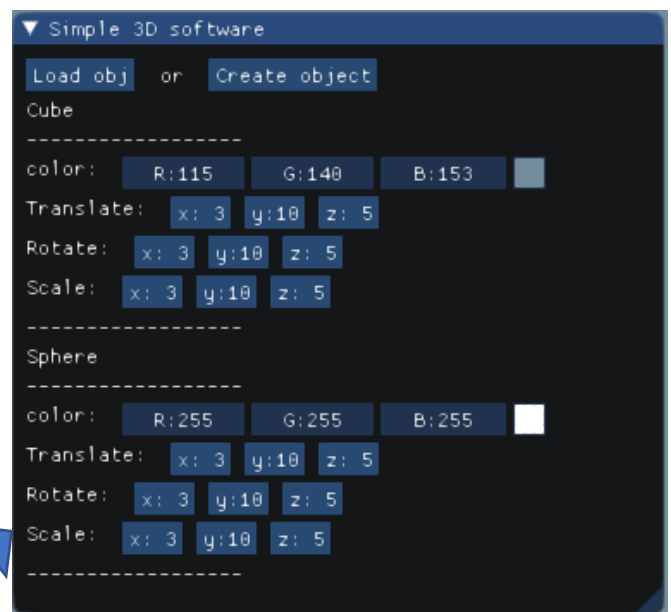 Simple 3D software
Load obj or Create object
Cube
------------------
color: R:115 G:140 B:153
Translate: x: 3 y:10 z: 5
Rotate: x: 3 y:10 z: 5
Scale: x: 3 y:10 z: 5
------------------
Sphere
------------------
color: R:255 G:255 B:255
Translate: x: 3 y:10 z: 5
Rotate: x: 3 y:10 z: 5
Scale: x: 3 y:10 z: 5
------------------